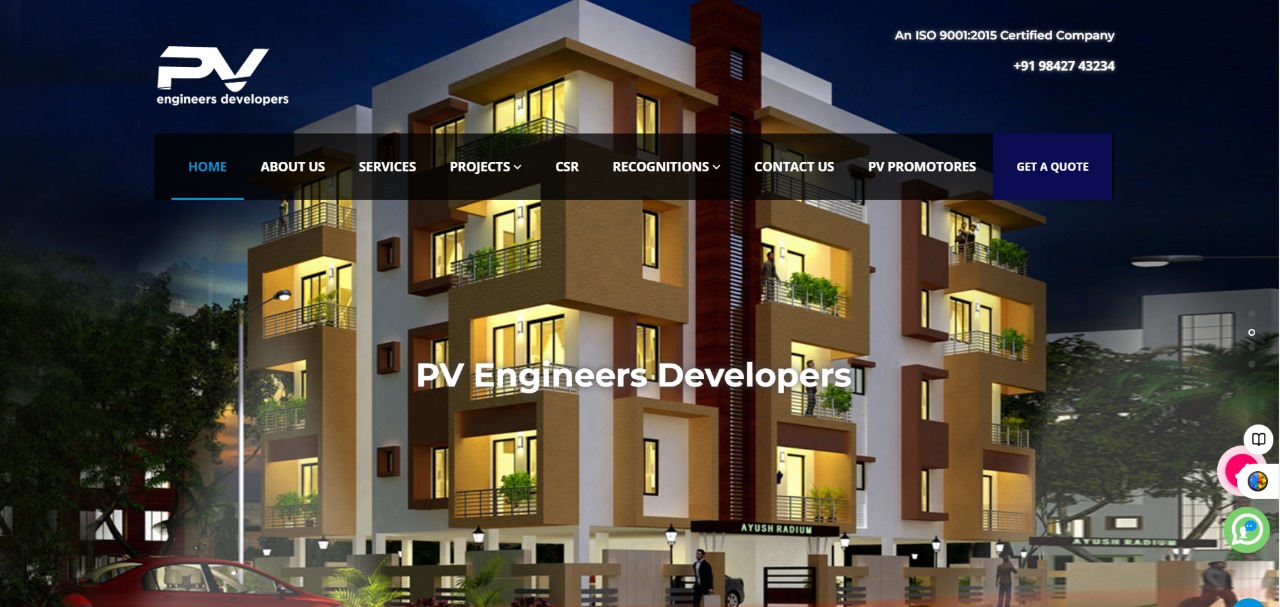 An ISO 9001:2015 Certified Company
+91 98427 43234
PV
engineers developers
HOME ABOUT US SERVICES PROJECTS CSR RECOGNITIONS CONTACT US PV PROMOTORES GET A QUOTE
PV Engineers Developers
AYUSH RADIUM
AYUSH RADIUM